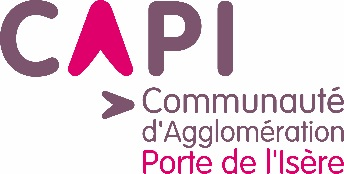 CAPI
Communauté
d'Agglomération
Porte de l'Isère